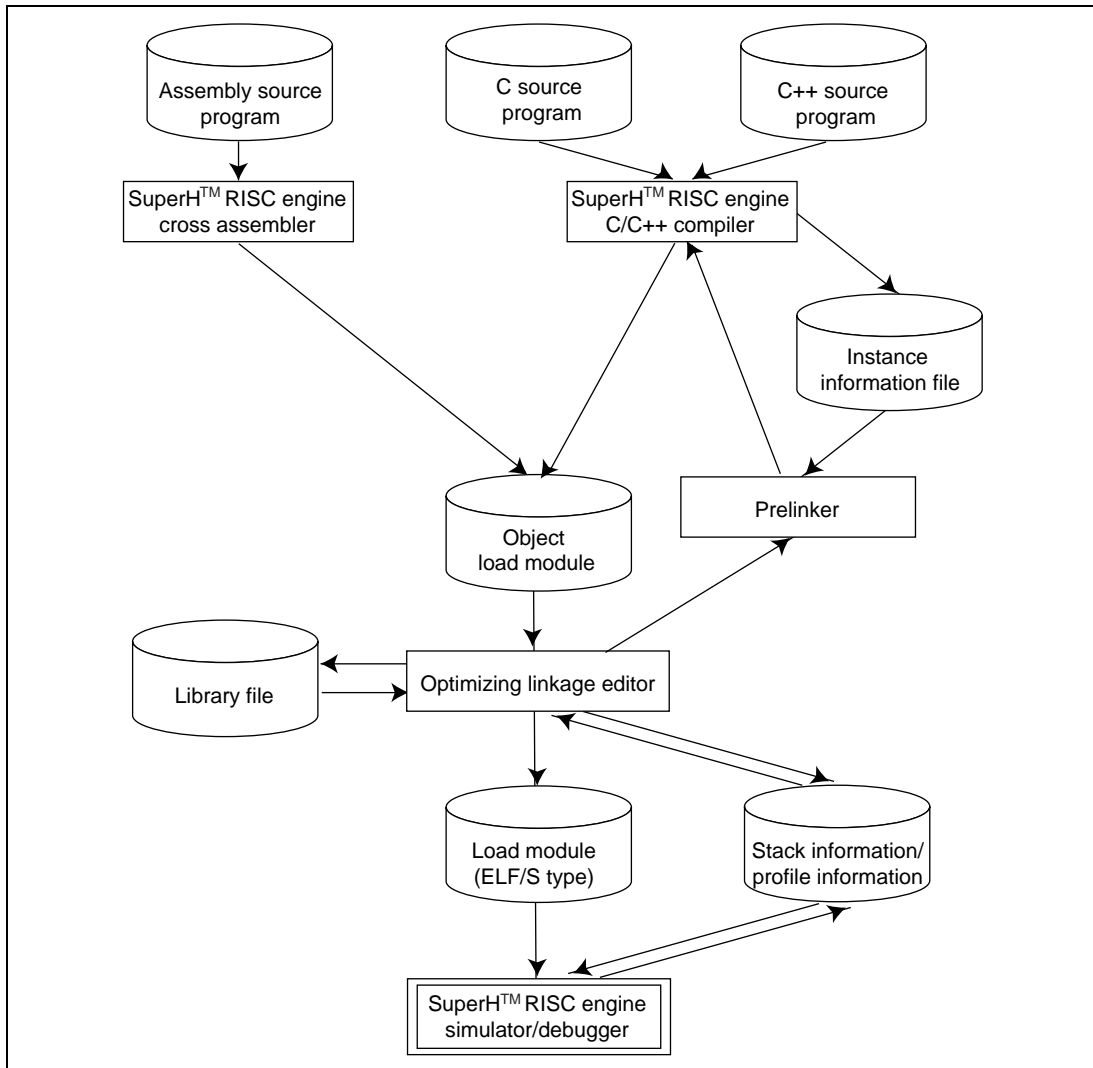 Assembly source
program
C source
program
C++ source
program
SuperH™ RISC engine
cross assembler
SuperH™ RISC engine
C/C++ compiler
Instance
information file
Prelinker
Object
load module
Library file
Optimizing linkage editor
Load module
(ELF/S type)
Stack information/
profile information
SuperH™ RISC engine
simulator/debugger